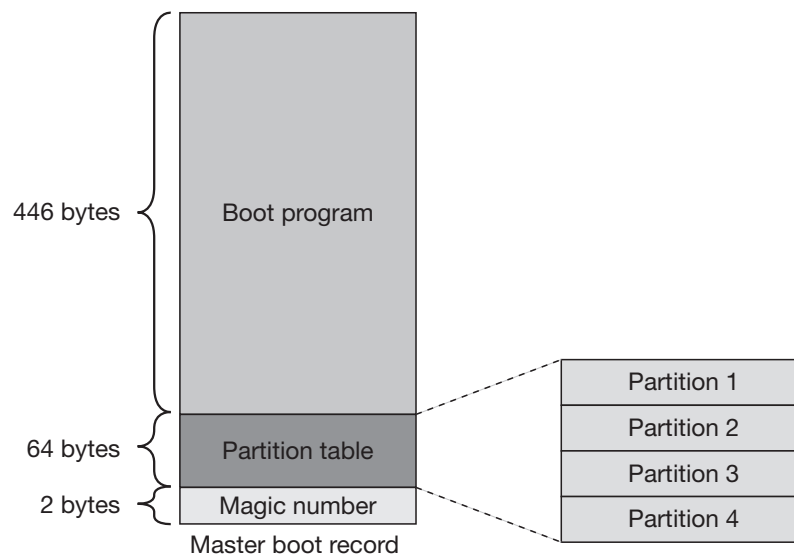 446 bytes
Boot program
Partition 1
Partition 2
64 bytes
Partition table
Partition 3
2 bytes
Magic number
Partition 4
Master boot record